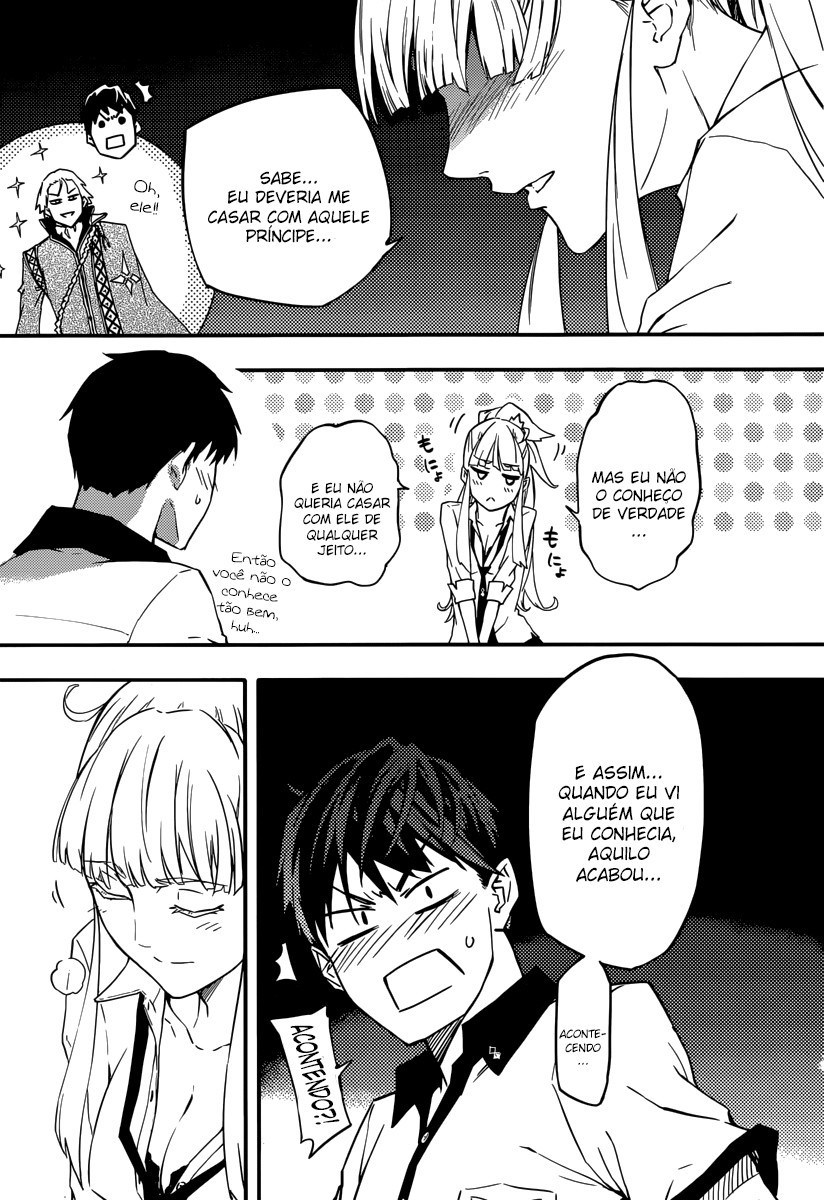 SABE...
EU DEVERIA ME
CASAR COM AQUELE
PRÍNCIPE...
Oh,
ele!!
MAS EU NÃO
O CONHEÇO
DE VERDADE
...
もにょ
もにょ
E EU NÃO
QUERIA CASAR
COM ELE DE
QUALQUER
JEITO...
Então
você não o
conhece
tão bem,
huh...
E ASSIM...
QUANDO EU VI
ALGUÉM QUE
EU CONHECIA,
AQUILO
ACABOU...
ACONTE-
CENDO
...
ACONTENDO?!